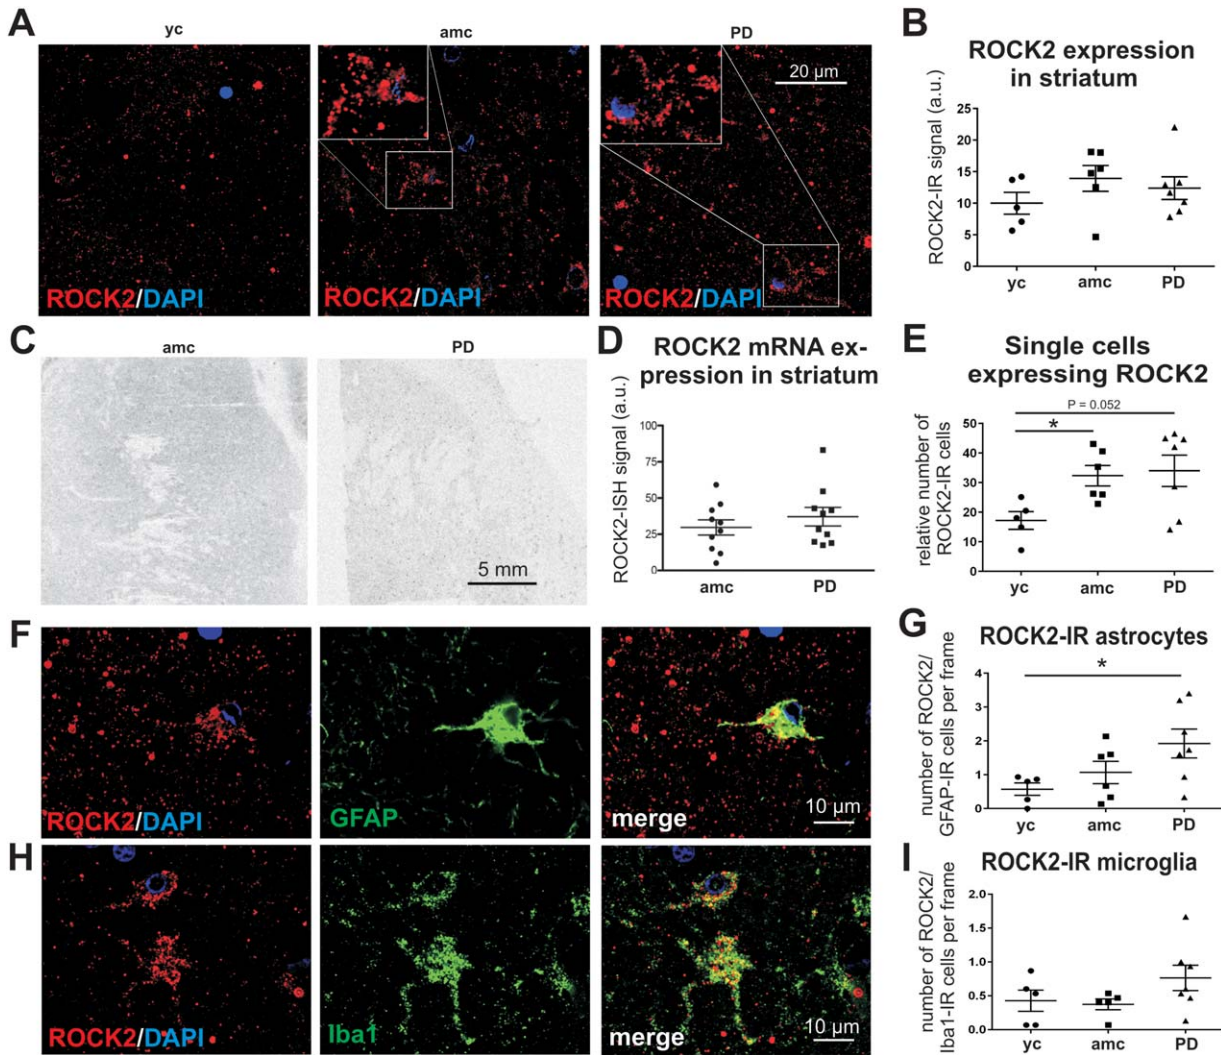 A
yc
amc
PD
20 µm
ROCK2/DAPI
ROCK2/DAPI
ROCK2/DAPI
B
ROCK2 expression
in striatum
ROCK2-IR signal (a.u.)
25
20
15
10
5
0
yc
amc
PD
C
amc
PD
5 mm
D
ROCK2 mRNA ex-
pression in striatum
ROCK2-ISH signal (a.u.)
100
75
50
25
0
amc
PD
E
Single cells
expressing ROCK2
P = 0.052
*
relative number of
ROCK2-IR cells
50
40
30
20
10
0
yc
amc
PD
F
ROCK2/DAPI
GFAP
merge
10 µm
G
ROCK2-IR astrocytes
*
number of ROCK2/
GFAP-IR cells per frame
4
3
2
1
0
yc
amc
PD
H
ROCK2/DAPI
Iba1
merge
10 µm
I
ROCK2-IR microglia
number of ROCK2/
Iba1-IR cells per frame
2.0
1.5
1.0
0.5
0.0
yc
amc
PD